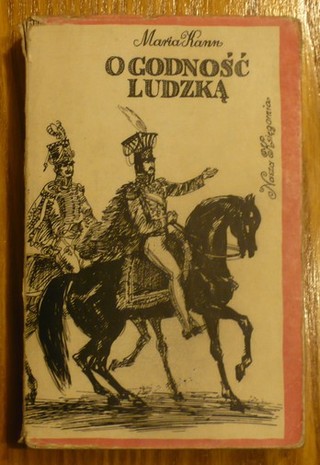 Maria Kann
O GODNOŚĆ
LUDZKĄ
Nasza Księgarnia